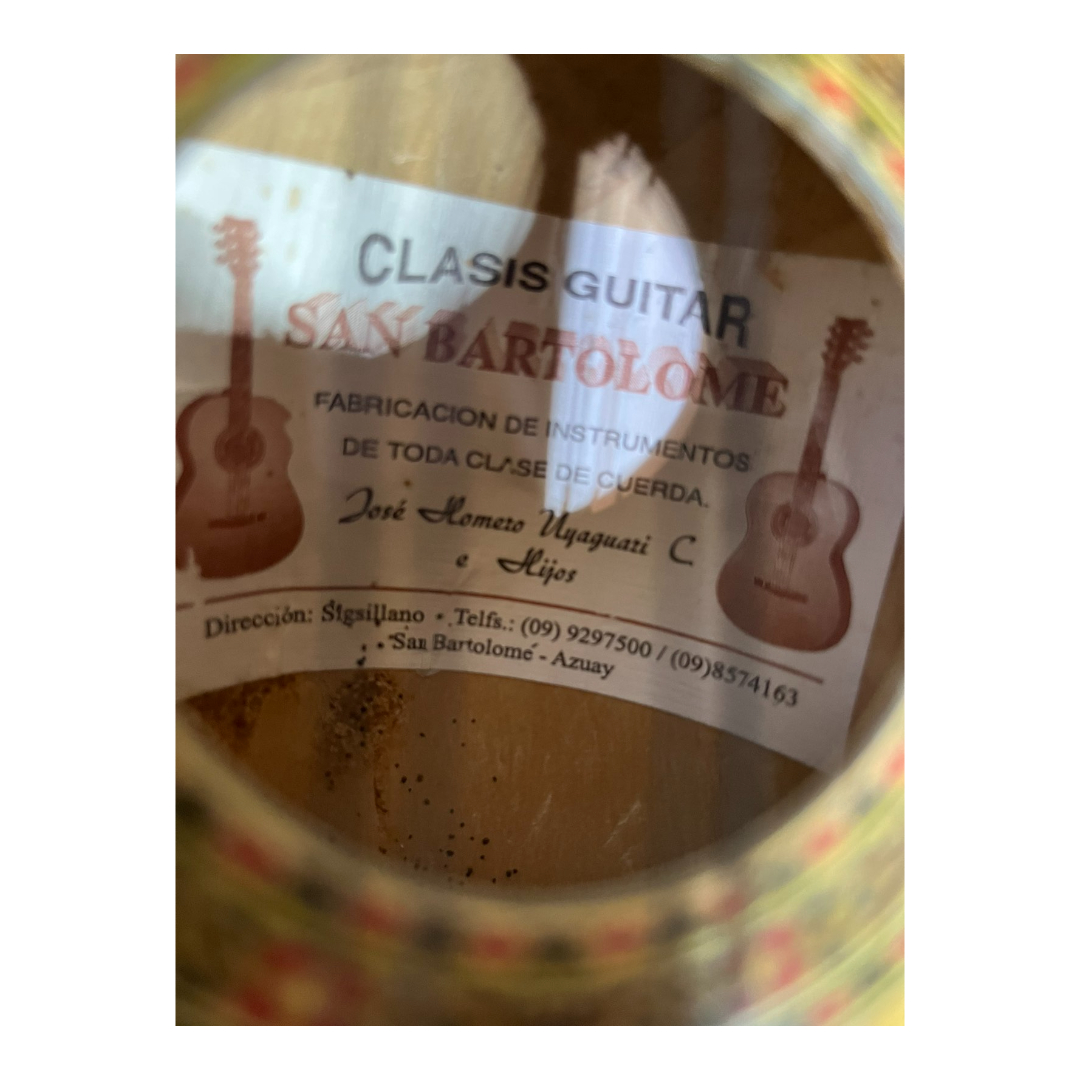 CLASIS GUITAR
SAN BARTOLOME
FABRICACION DE INSTRUMENTOS
DE TODA CLASE DE CUERDA.
José Homero Uyaguari C
e Hijos
Dirección: Sigsillano • Telfs.: (09) 9297500 / (09)8574163
• San Bartolomé - Azuay